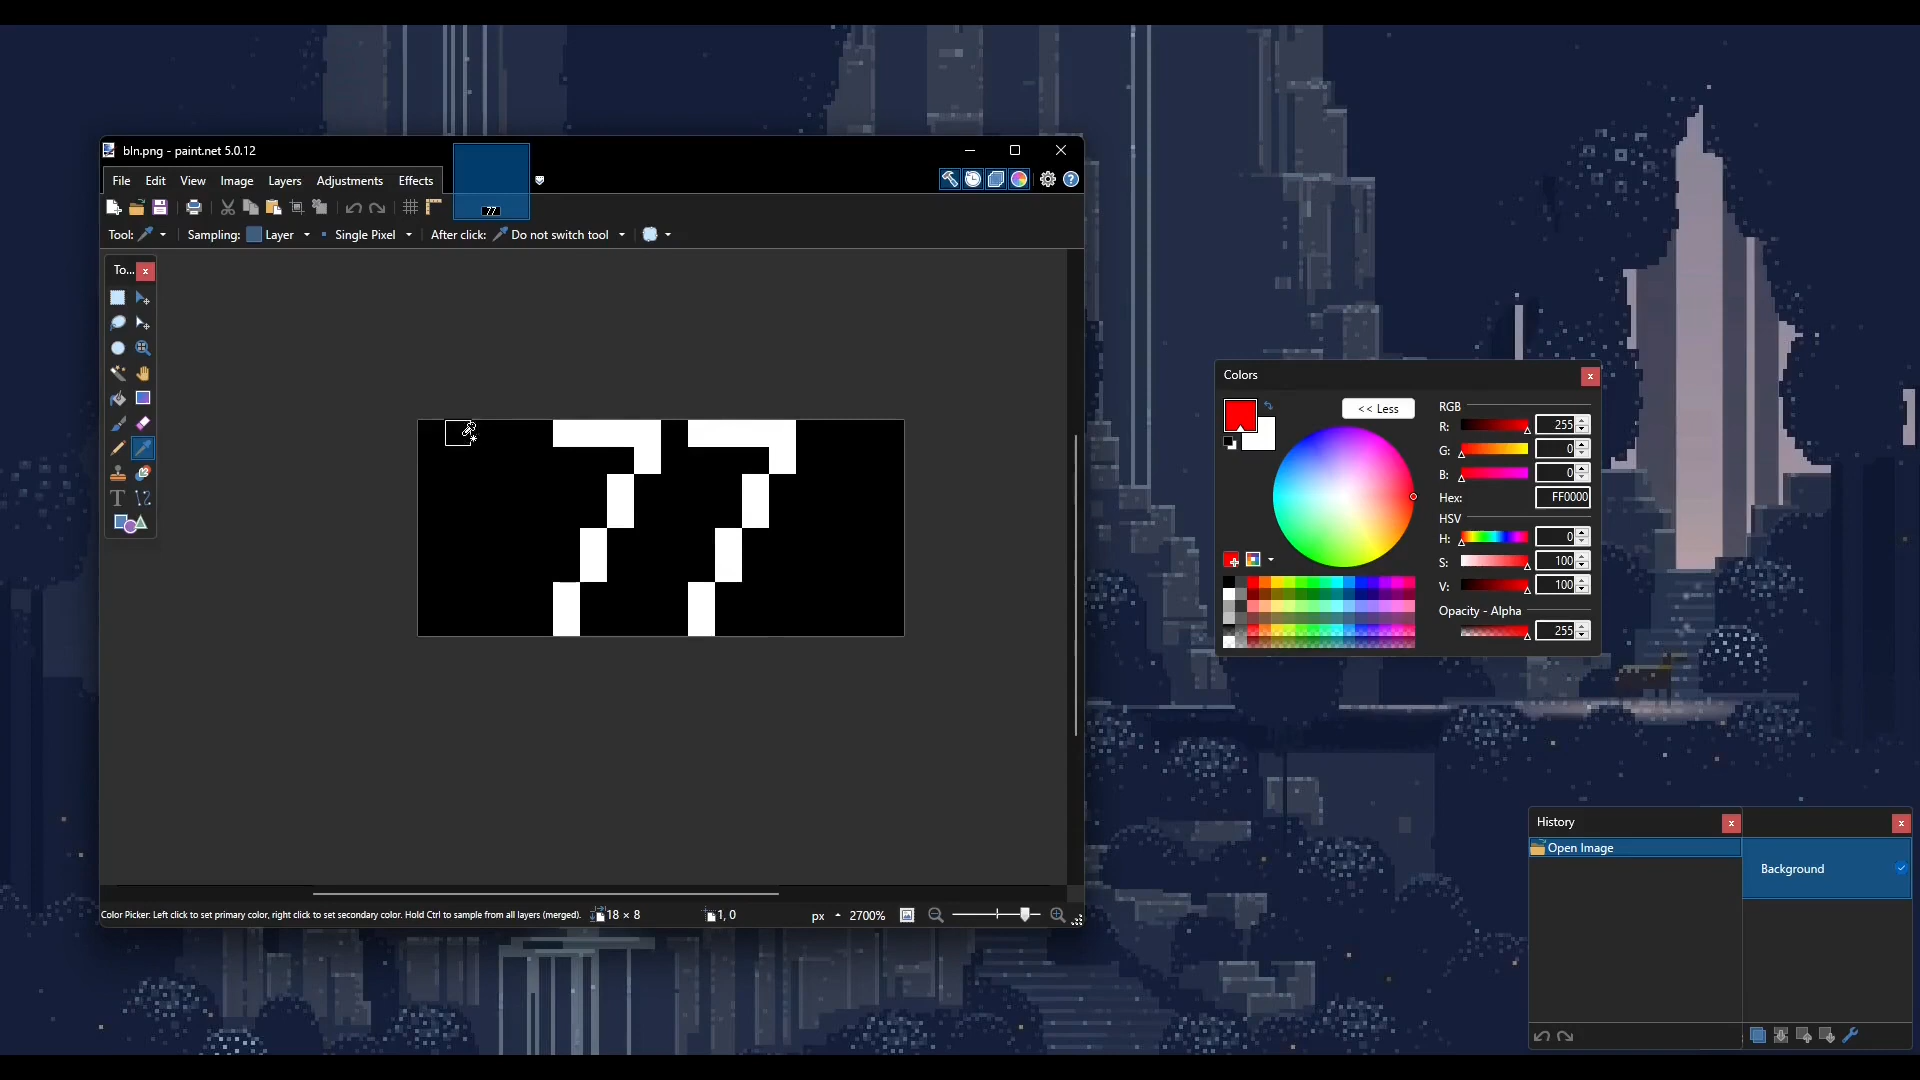 bln.png - paint.net 5.0.12
File Edit View Image Layers Adjustments Effects
77
Tool: Sampling: Layer Single Pixel After click: Do not switch tool
To...
77
Colors
<< Less
RGB
R: 255
G: 0
B: 0
Hex: FF0000
HSV
H: 0
S: 100
V: 100
Opacity - Alpha
255
History
Open Image
Background
Color Picker: Left click to set primary color, right click to set secondary color. Hold Ctrl to sample from all layers (merged). 18 × 8 1, 0 px 2700%